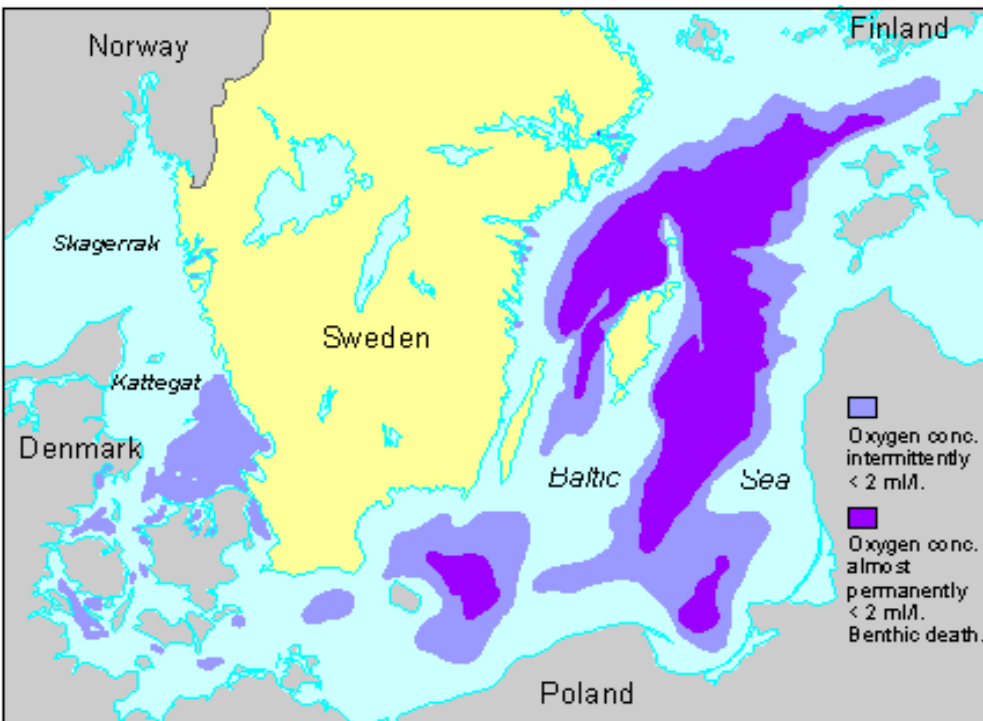 Norway
Finland
Skagerrak
Sweden
Kattegat
Denmark
Baltic Sea
Oxygen conc.
intermittently
< 2 ml/l.
Oxygen conc.
almost
permanently
< 2 ml/l.
Benthic death.
Poland